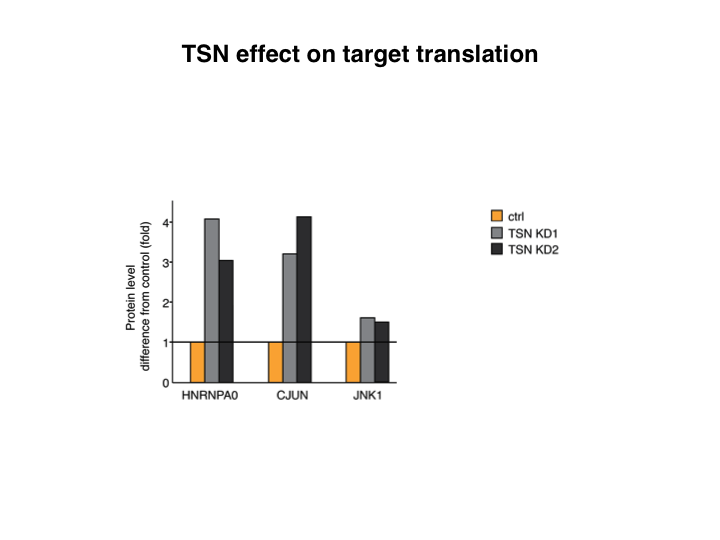 TSN effect on target translation
Protein level
difference from control (fold)
4
3
2
1
0
HNRNPA0
CJUN
JNK1
ctrl
TSN KD1
TSN KD2